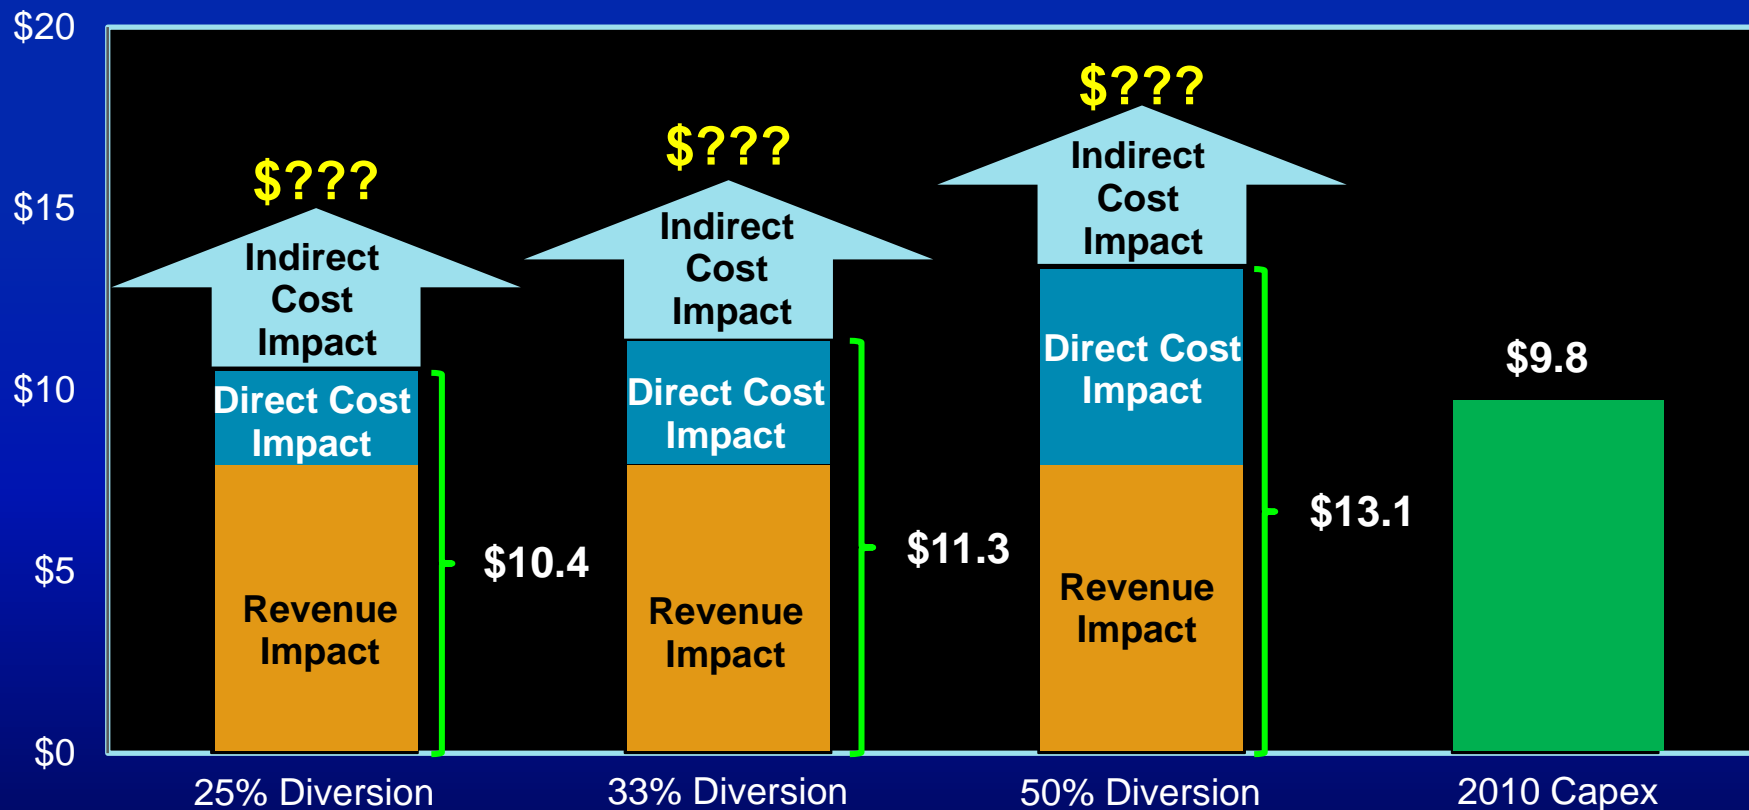 $20
$15
$10
$5
$0
$???
Indirect
Cost
Impact
Direct Cost
Impact
Revenue
Impact
$10.4
$???
Indirect
Cost
Impact
Direct Cost
Impact
Revenue
Impact
$11.3
$???
Indirect
Cost
Impact
Direct Cost
Impact
Revenue
Impact
$13.1
$9.8
25% Diversion
33% Diversion
50% Diversion
2010 Capex